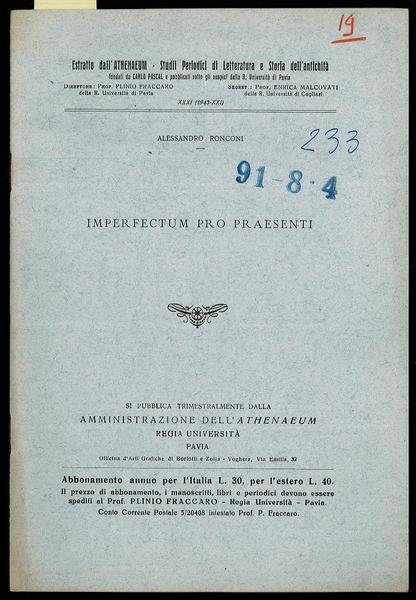 19
Estratto dall'ATHENAEUM - Studii Periodici di Letteratura e Storia dell'antichità
fondati da CARLO PASCAL e pubblicati sotto gli auspici della R. Università di Pavia
DIRETTORE: PROF. PLINIO FRACCARO
della R. Università di Pavia
SEGRET.: PROF. ENRICA MALCOVATI
della R. Università di Cagliari
XXXI (1943-XXI)
ALESSANDRO RONCONI
233
91-8-4
IMPERFECTUM PRO PRAESENTI
SI PUBBLICA TRIMESTRALMENTE DALLA
AMMINISTRAZIONE DELL'ATHENAEUM
REGIA UNIVERSITÀ
PAVIA
Officina d'Arti Grafiche di Boriotti e Zolla - Voghera, Via Emilia, 32
Abbonamento annuo per l'Italia L. 30, per l'estero L. 40.
Il prezzo di abbonamento, i manoscritti, libri e periodici devono essere
spediti al Prof. PLINIO FRACCARO - Regia Università - Pavia.
Conto Corrente Postale 3/20408 intestato Prof. P. Fraccaro.